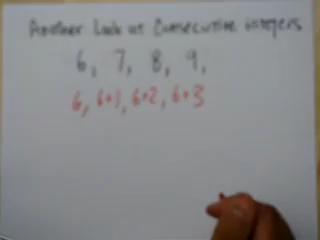 Another Look at Consecutive integers
6, 7, 8, 9,
6, 6+1, 6+2, 6+3